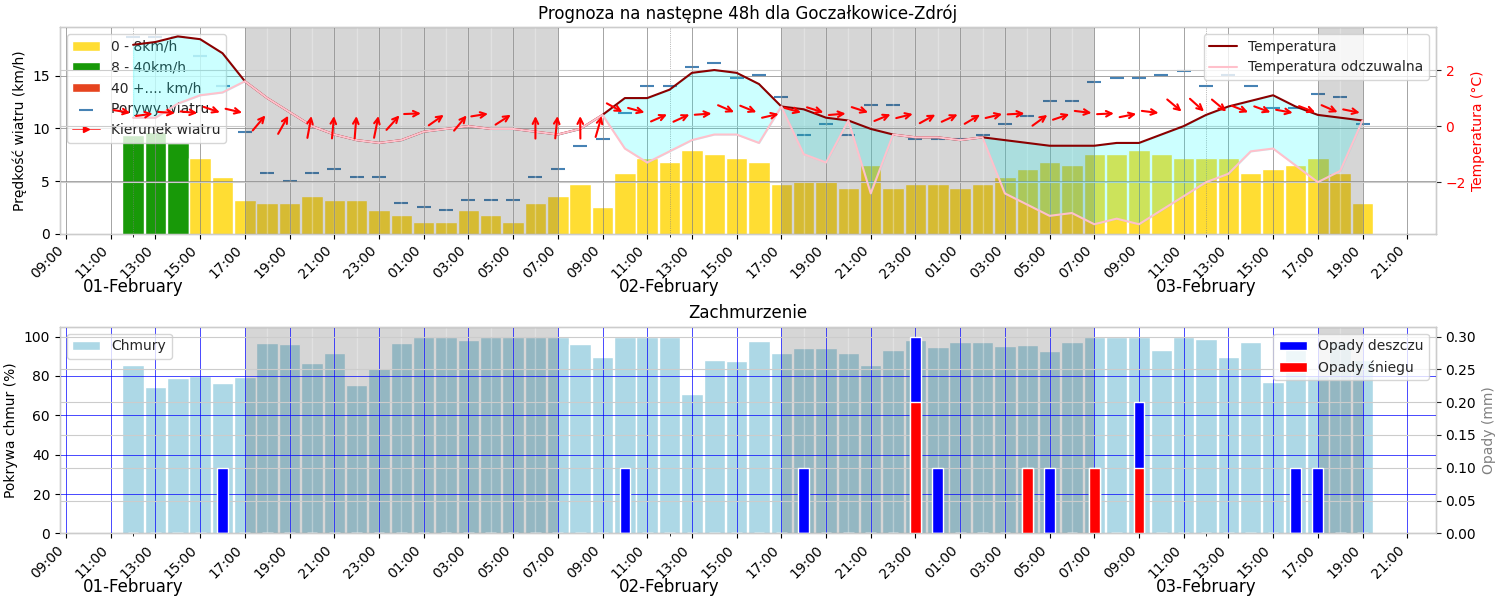 Prognoza na następne 48h dla Goczałkowice-Zdrój
Prędkość wiatru (km/h)
15
10
5
0
0 - 8km/h
8 - 40km/h
40 +.... km/h
Porywy wiatru
Kierunek wiatru
Temperatura
Temperatura odczuwalna
2
0
−2
Temperatura (°C)
09:00 11:00 13:00 15:00 17:00 19:00 21:00 23:00 01:00 03:00 05:00 07:00 09:00 11:00 13:00 15:00 17:00 19:00 21:00 23:00 01:00 03:00 05:00 07:00 09:00 11:00 13:00 15:00 17:00 19:00 21:00
01-February 02-February 03-February
Zachmurzenie
Pokrywa chmur (%)
100
80
60
40
20
0
Chmury
Opady deszczu
Opady śniegu
0.30
0.25
0.20
0.15
0.10
0.05
0.00
Opady (mm)
09:00 11:00 13:00 15:00 17:00 19:00 21:00 23:00 01:00 03:00 05:00 07:00 09:00 11:00 13:00 15:00 17:00 19:00 21:00 23:00 01:00 03:00 05:00 07:00 09:00 11:00 13:00 15:00 17:00 19:00 21:00
01-February 02-February 03-February